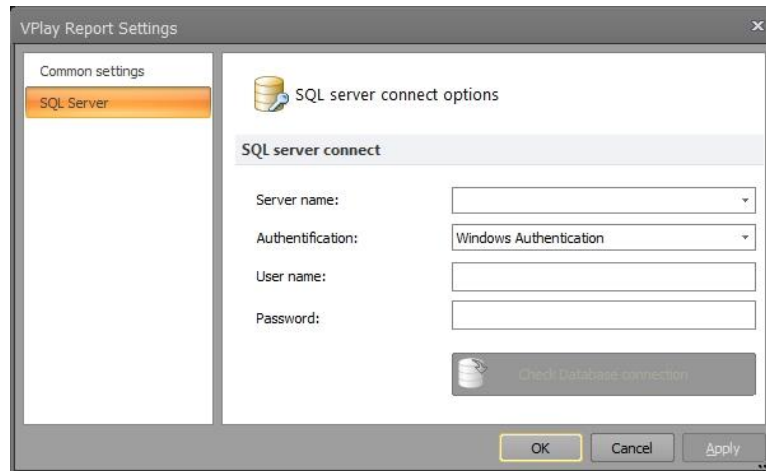 VPlay Report Settings
Common settings
SQL Server
SQL server connect options
SQL server connect
Server name:
Authentification: Windows Authentication
User name:
Password:
Check Database connection
OK Cancel Apply